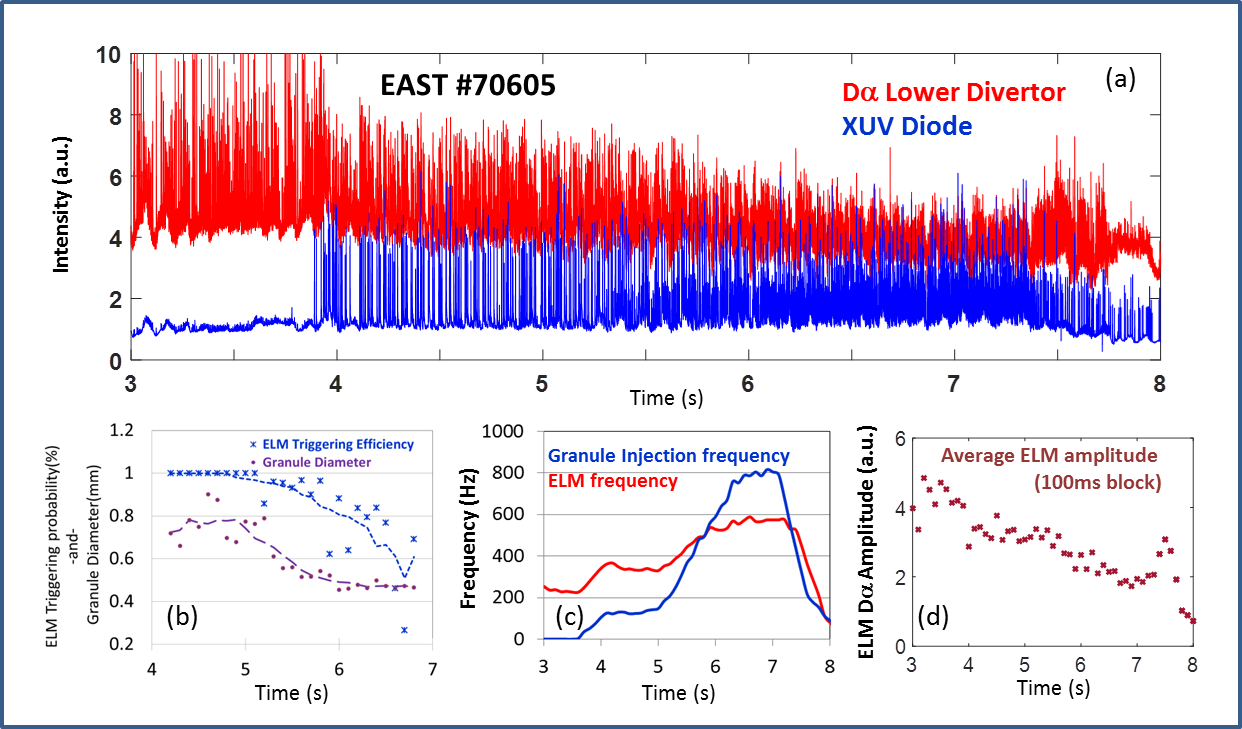 EAST #70605
Dα Lower Divertor
XUV Diode
(a)
Intensity (a.u.)
10
8
6
4
2
0
3
4
5
6
7
8
Time (s)
ELM Triggering probability(%)
-and-
Granule Diameter(mm)
1.2
1
0.8
0.6
0.4
0.2
ELM Triggering Efficiency
Granule Diameter
(b)
4
5
6
7
Time (s)
Frequency (Hz)
1000
800
600
400
200
0
Granule Injection frequency
ELM frequency
(c)
3
4
5
6
7
8
Time (s)
ELM Dα Amplitude (a.u.)
6
4
2
0
Average ELM amplitude
(100ms block)
(d)
3
4
5
6
7
8
Time (s)